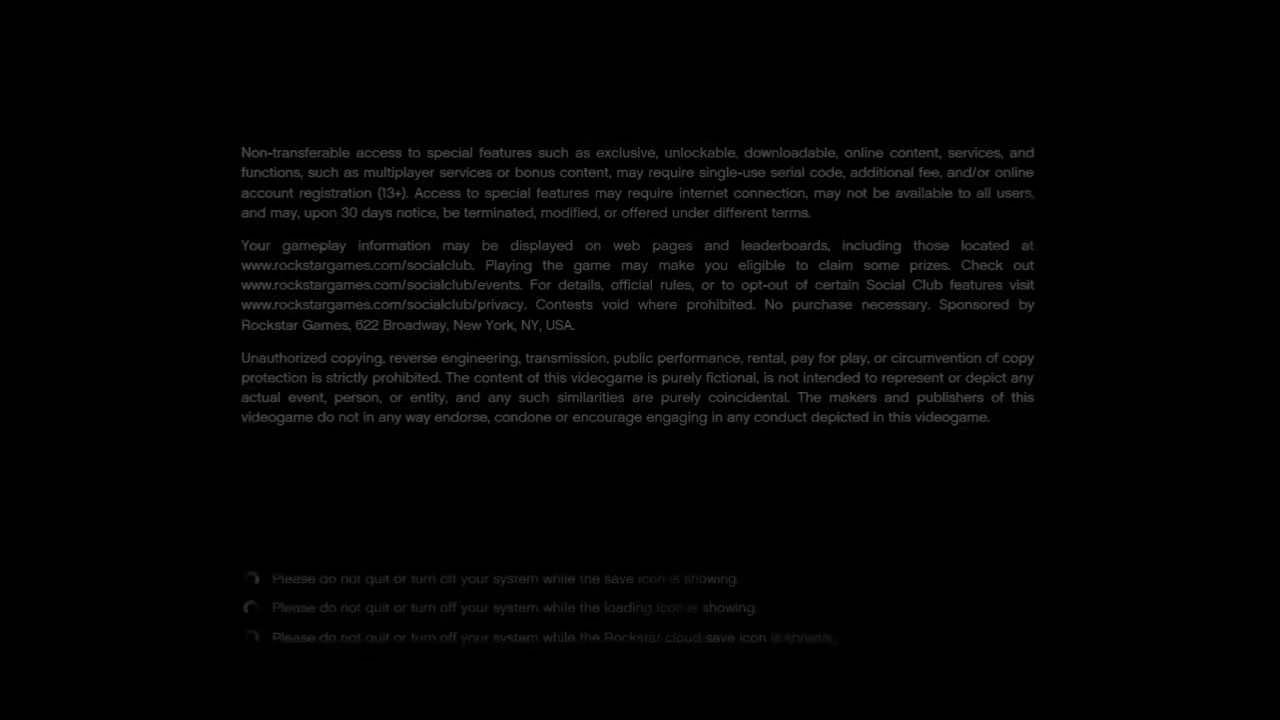 Non-transferable access to special features such as exclusive, unlockable, downloadable, online content, services, and
functions, such as multiplayer services or bonus content, may require single-use serial code, additional fee, and/or online
account registration (13+). Access to special features may require internet connection, may not be available to all users,
and may, upon 30 days notice, be terminated, modified, or offered under different terms.
Your gameplay information may be displayed on web pages and leaderboards, including those located at
www.rockstargames.com/socialclub. Playing the game may make you eligible to claim some prizes. Check out
www.rockstargames.com/socialclub/events. For details, official rules, or to opt-out of certain Social Club features visit
www.rockstargames.com/socialclub/privacy. Contests void where prohibited. No purchase necessary. Sponsored by
Rockstar Games, 622 Broadway, New York, NY, USA.
Unauthorized copying, reverse engineering, transmission, public performance, rental, pay for play, or circumvention of copy
protection is strictly prohibited. The content of this videogame is purely fictional, is not intended to represent or depict any
actual event, person, or entity, and any such similarities are purely coincidental. The makers and publishers of this
videogame do not in any way endorse, condone or encourage engaging in any conduct depicted in this videogame.
Please do not quit or turn off your system while the save icon is showing.
Please do not quit or turn off your system while the loading icon is showing.
Please do not quit or turn off your system while the Rockstar cloud save icon is showing.